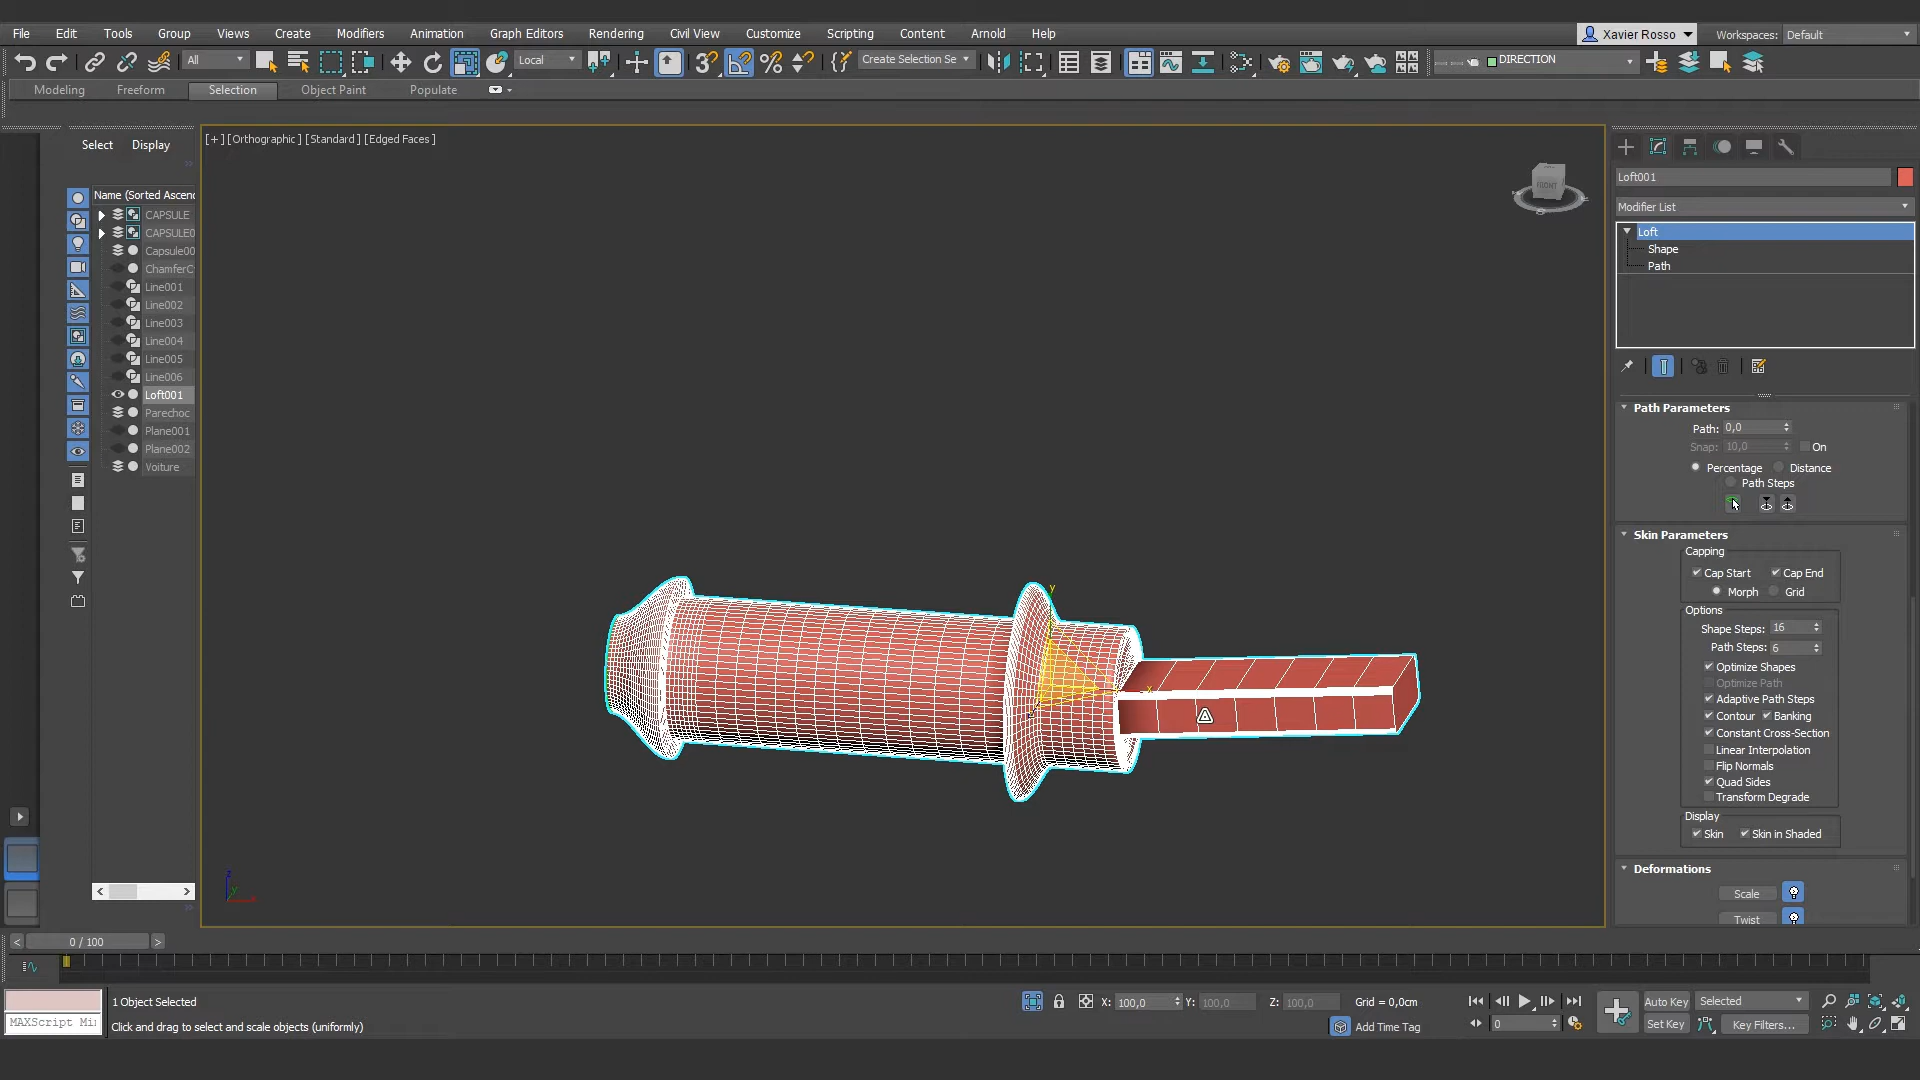 File Edit Tools Group Views Create Modifiers Animation Graph Editors Rendering Civil View Customize Scripting Content Arnold Help
Xavier Rosso Workspaces: Default
All Local Create Selection Se DIRECTION
Modeling Freeform Selection Object Paint Populate
Select Display
[+] [Orthographic] [Standard] [Edged Faces]
FRONT
Name (Sorted Ascen
CAPSULE
CAPSULE0
Capsule00
ChamferC
Line001
Line002
Line003
Line004
Line005
Line006
Loft001
Parechoc
Plane001
Plane002
Voiture
y
x
z
y
Loft001
Modifier List
Loft
Shape
Path
Path Parameters
Path: 0,0
Snap: 10,0 On
Percentage Distance
Path Steps
Skin Parameters
Capping
Cap Start Cap End
Morph Grid
Options
Shape Steps: 16
Path Steps: 6
Optimize Shapes
Optimize Path
Adaptive Path Steps
Contour Banking
Constant Cross-Section
Linear Interpolation
Flip Normals
Quad Sides
Transform Degrade
Display
Skin Skin in Shaded
Deformations
Scale
Twist
< 0 / 100 >
1 Object Selected
X: 100,0 Y: 100,0 Z: 100,0 Grid = 0,0cm
Auto Key Selected
MAXScript Mi
Click and drag to select and scale objects (uniformly)
Add Time Tag
0
Set Key Key Filters...